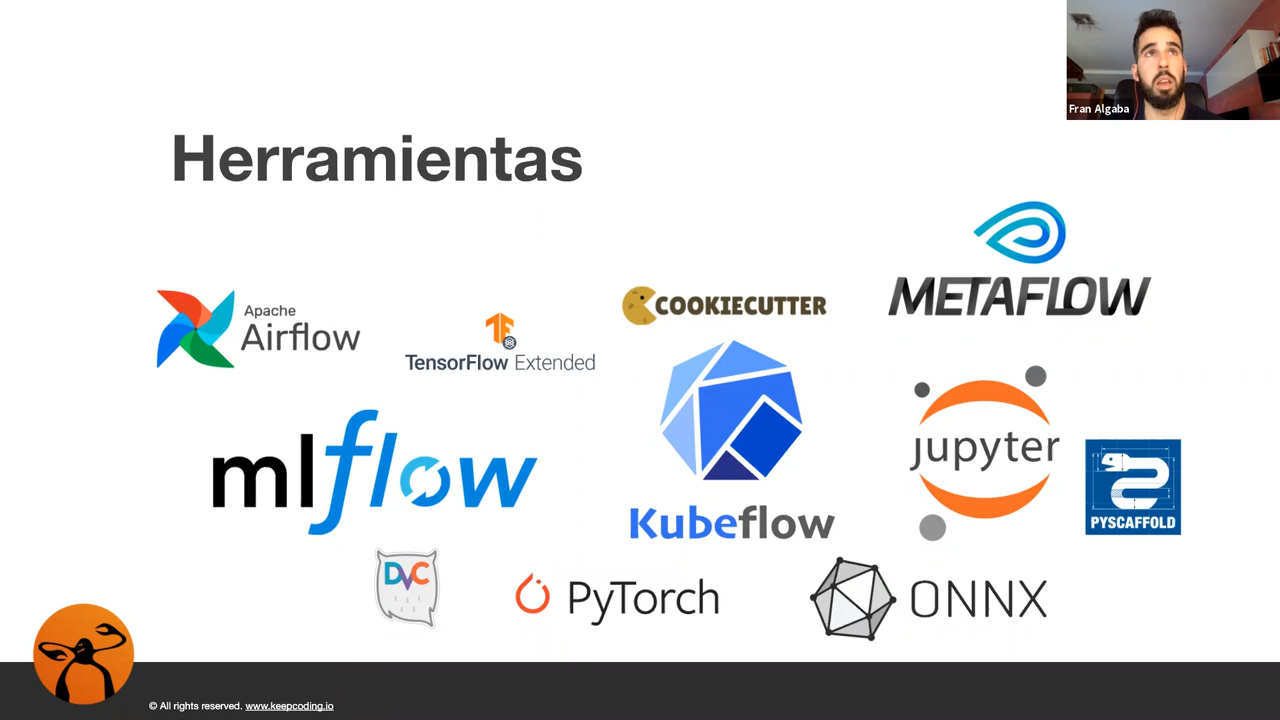 Fran Algaba
Herramientas
METAFLOW
COOKIECUTTER
Apache
Airflow
TF
TensorFlow Extended
mlflow
Kubeflow
jupyter
PYSCAFFOLD
DVC
PyTorch
ONNX
© All rights reserved. www.keepcoding.io